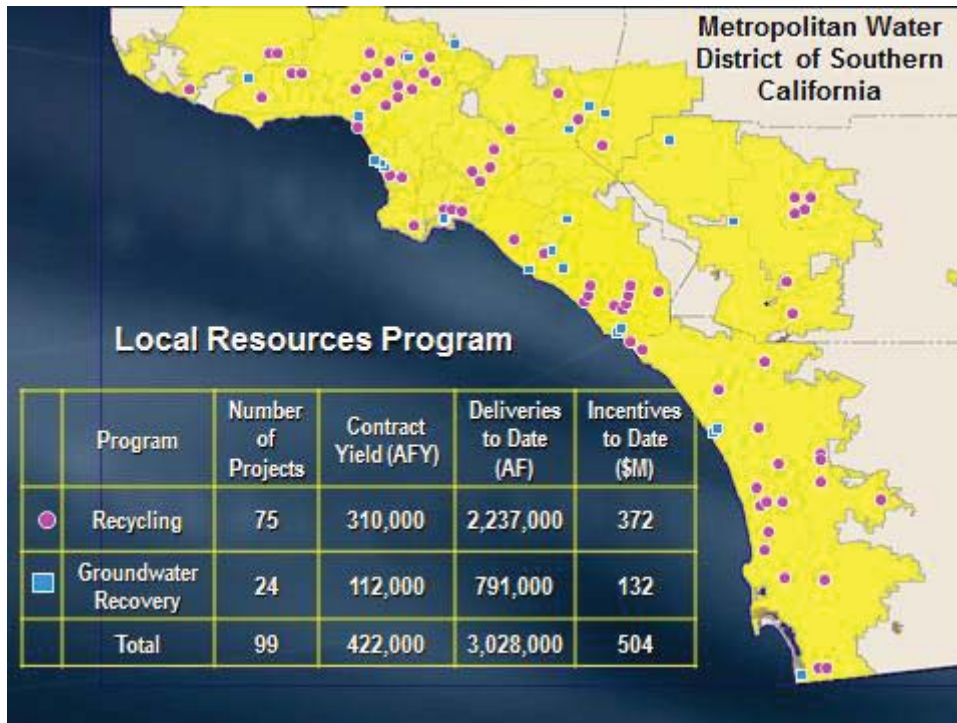 Metropolitan Water
District of Southern
California
Local Resources Program
Program
Number
of
Projects
Contract
Yield (AFY)
Deliveries
to Date
(AF)
Incentives
to Date
($M)
Recycling 75 310,000 2,237,000 372
Groundwater
Recovery
24 112,000 791,000 132
Total 99 422,000 3,028,000 504